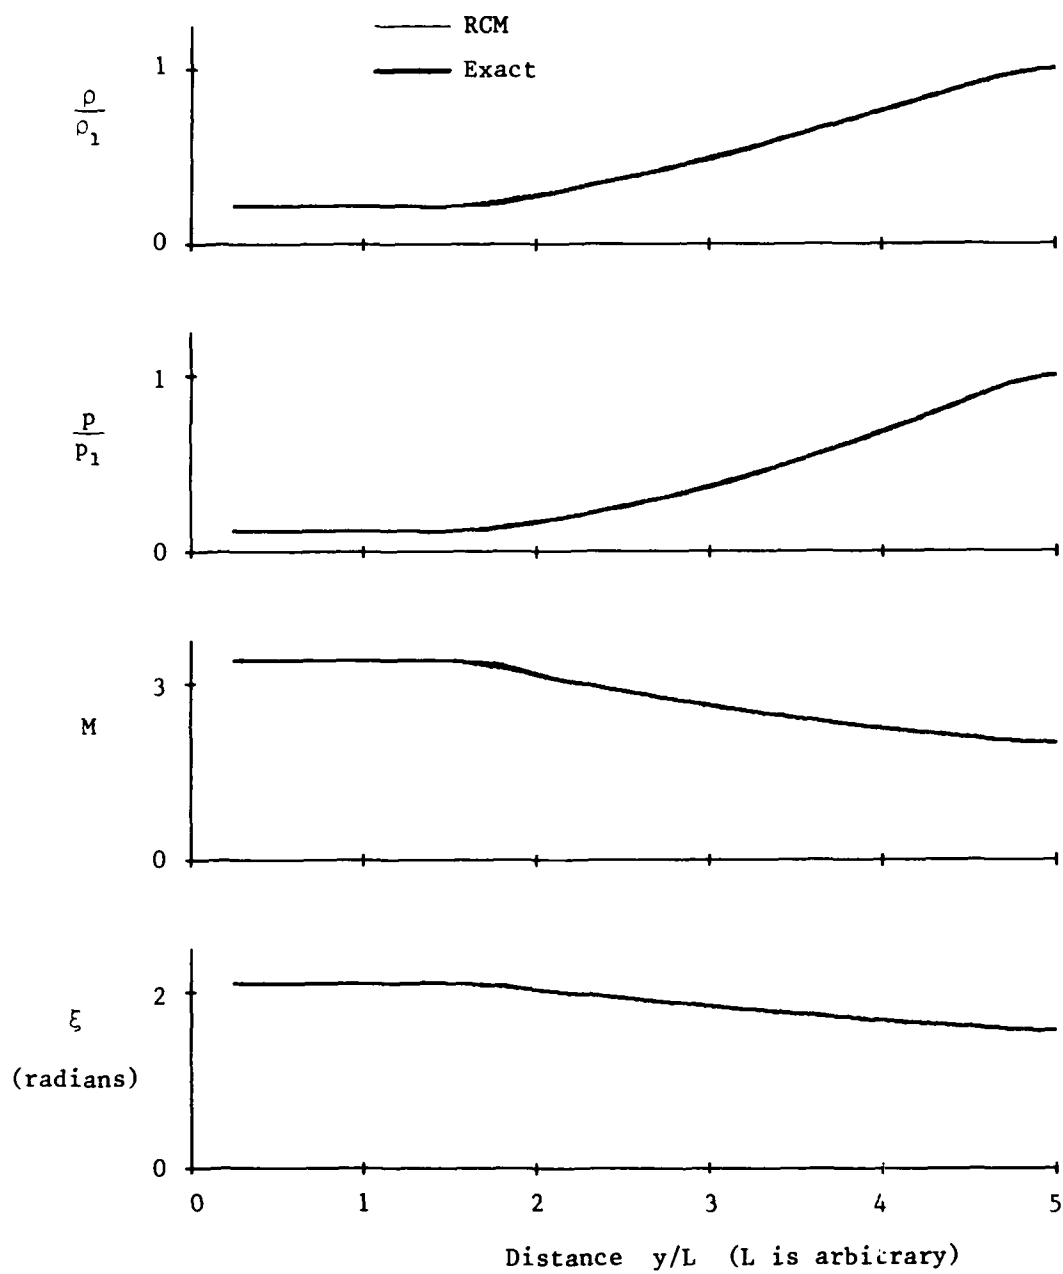 RCM
Exact
1
ρ
ρ1
0
1
p
p1
0
3
M
0
2
ξ
(radians)
0
0 1 2 3 4 5
Distance y/L (L is arbitrary)